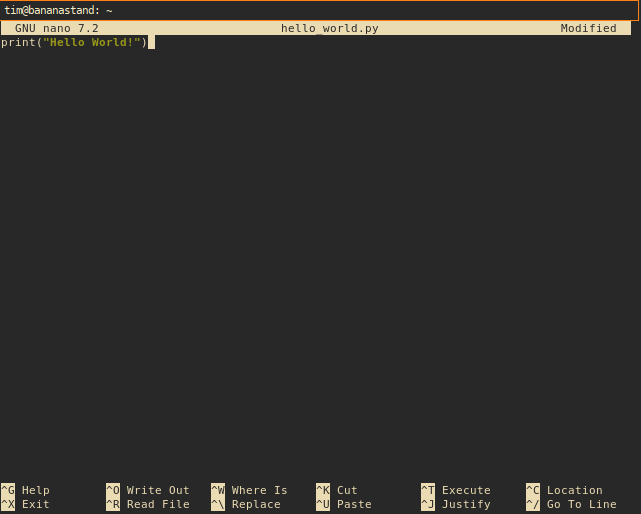 tim@bananastand: ~
GNU nano 7.2 hello_world.py Modified
print("Hello World!")
^G Help ^O Write Out ^W Where Is ^K Cut ^T Execute ^C Location
^X Exit ^R Read File ^\ Replace ^U Paste ^J Justify ^/ Go To Line